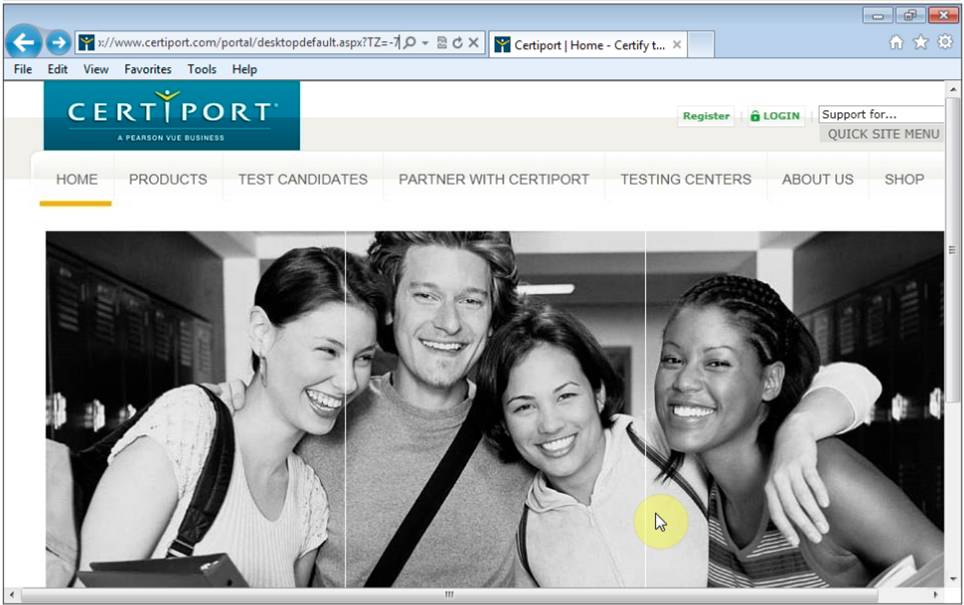 ://www.certiport.com/portal/desktopdefault.aspx?TZ=-7
Certiport | Home - Certify t...
File Edit View Favorites Tools Help
CERTIPORT
A PEARSON VUE BUSINESS
Register LOGIN Support for...
QUICK SITE MENU
HOME PRODUCTS TEST CANDIDATES PARTNER WITH CERTIPORT TESTING CENTERS ABOUT US SHOP